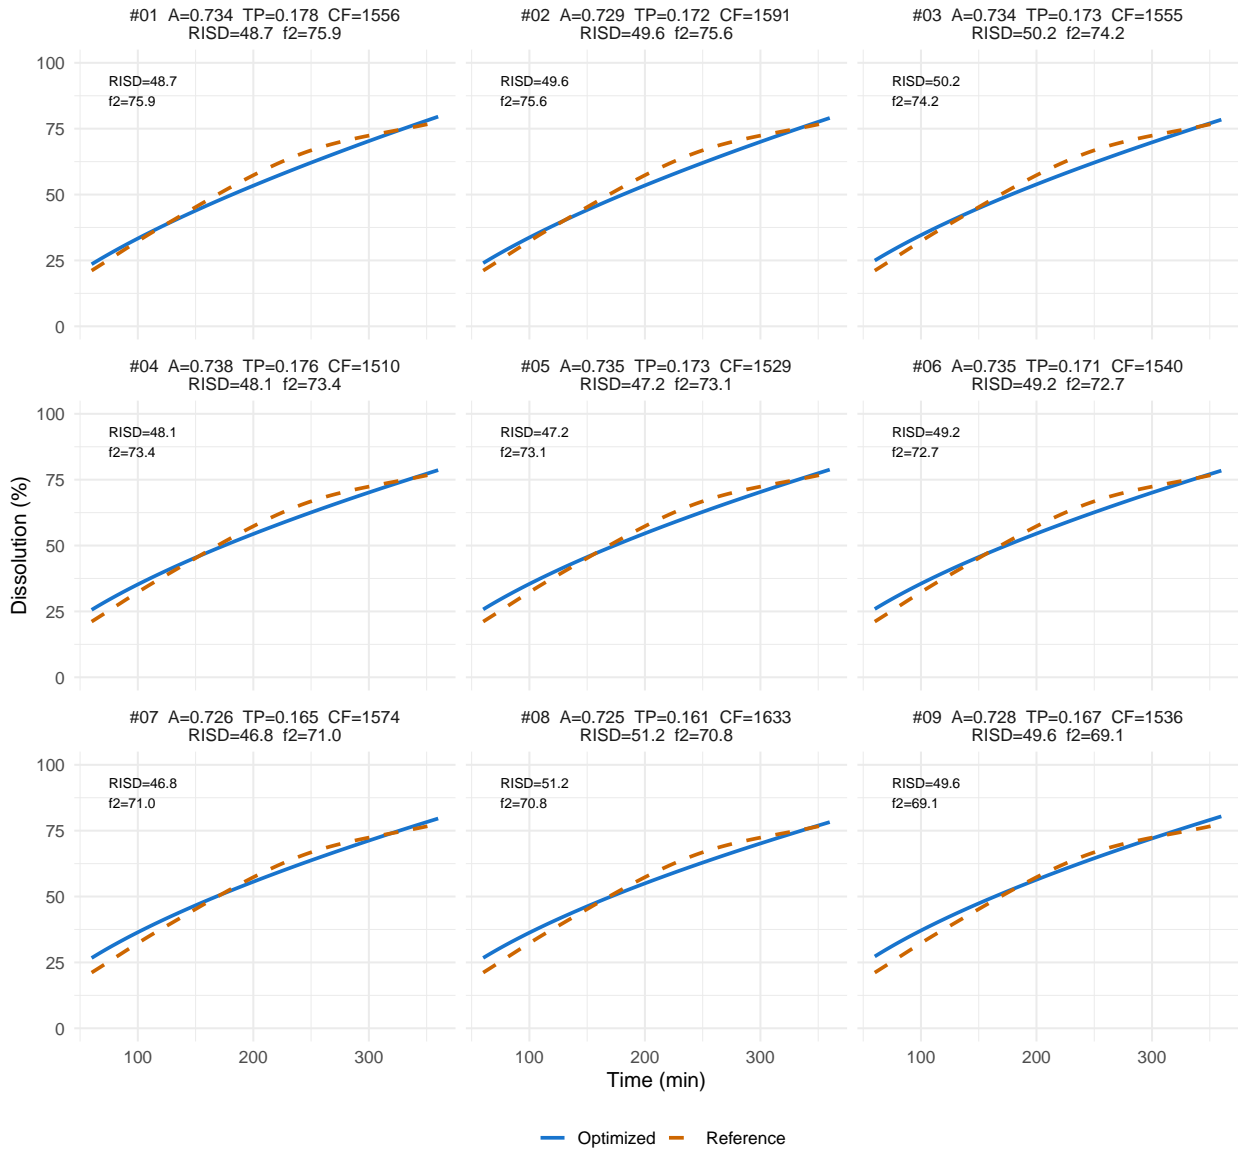 #01 A=0.734 TP=0.178 CF=1556
RISD=48.7 f2=75.9
#02 A=0.729 TP=0.172 CF=1591
RISD=49.6 f2=75.6
#03 A=0.734 TP=0.173 CF=1555
RISD=50.2 f2=74.2
100
75
50
25
0
RISD=48.7
f2=75.9
RISD=49.6
f2=75.6
RISD=50.2
f2=74.2
#04 A=0.738 TP=0.176 CF=1510
RISD=48.1 f2=73.4
#05 A=0.735 TP=0.173 CF=1529
RISD=47.2 f2=73.1
#06 A=0.735 TP=0.171 CF=1540
RISD=49.2 f2=72.7
Dissolution (%)
100
75
50
25
0
RISD=48.1
f2=73.4
RISD=47.2
f2=73.1
RISD=49.2
f2=72.7
#07 A=0.726 TP=0.165 CF=1574
RISD=46.8 f2=71.0
#08 A=0.725 TP=0.161 CF=1633
RISD=51.2 f2=70.8
#09 A=0.728 TP=0.167 CF=1536
RISD=49.6 f2=69.1
100
75
50
25
0
RISD=46.8
f2=71.0
RISD=51.2
f2=70.8
RISD=49.6
f2=69.1
100 200 300 100 200 300 100 200 300
Time (min)
Optimized Reference